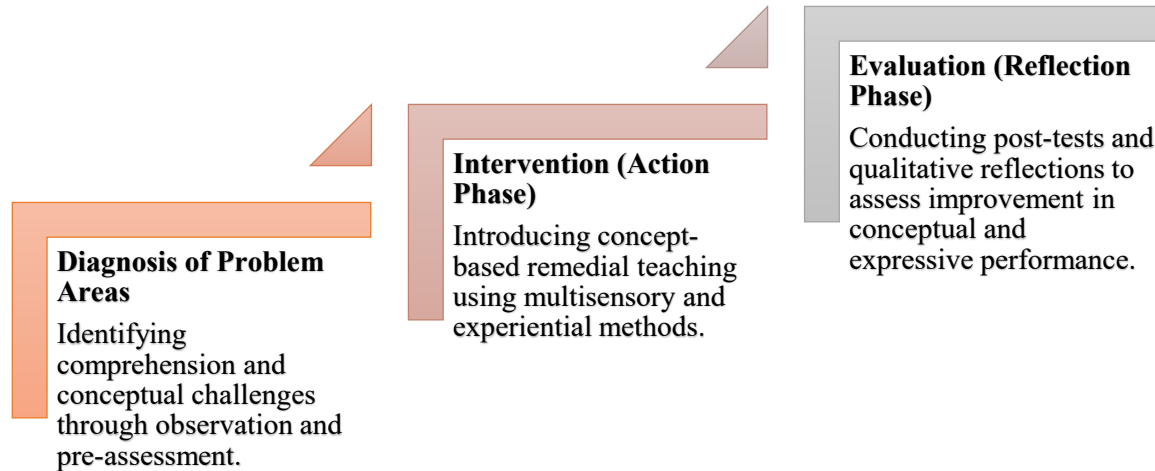 Diagnosis of Problem
Areas
Identifying
comprehension and
conceptual challenges
through observation and
pre-assessment.
Intervention (Action
Phase)
Introducing concept-
based remedial teaching
using multisensory and
experiential methods.
Evaluation (Reflection
Phase)
Conducting post-tests and
qualitative reflections to
assess improvement in
conceptual and
expressive performance.